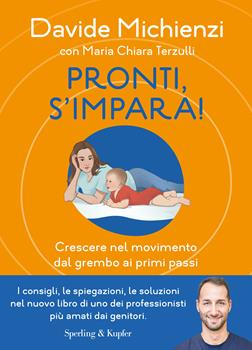 Davide Michienzi
con Maria Chiara Terzulli
PRONTI,
S'IMPARA!
Crescere nel movimento
dal grembo ai primi passi
I consigli, le spiegazioni, le soluzioni
nel nuovo libro di uno dei professionisti
più amati dai genitori.
Sperling & Kupfer